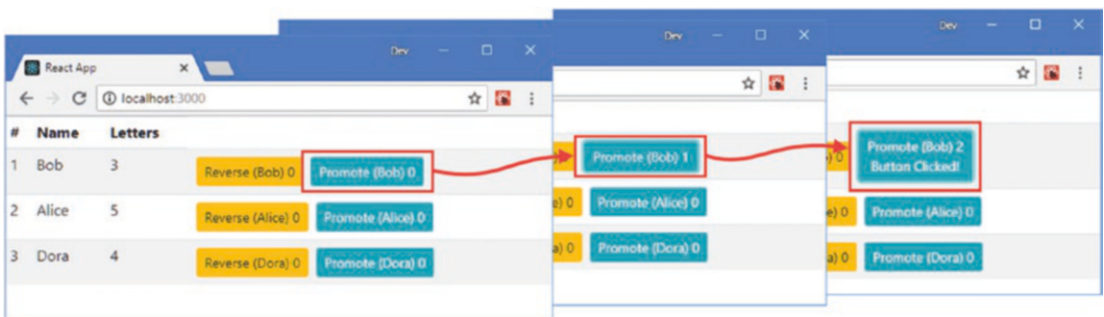 Dev
React App
localhost:3000
# Name Letters
1 Bob 3 Reverse (Bob) 0 Promote (Bob) 0
2 Alice 5 Reverse (Alice) 0 Promote (Alice) 0
3 Dora 4 Reverse (Dora) 0 Promote (Dora) 0
Dev
Promote (Bob) 1
e) 0 Promote (Alice) 0
a) 0 Promote (Dora) 0
Dev
) 0 Promote (Bob) 2
Button Clicked!
e) 0 Promote (Alice) 0
a) 0 Promote (Dora) 0